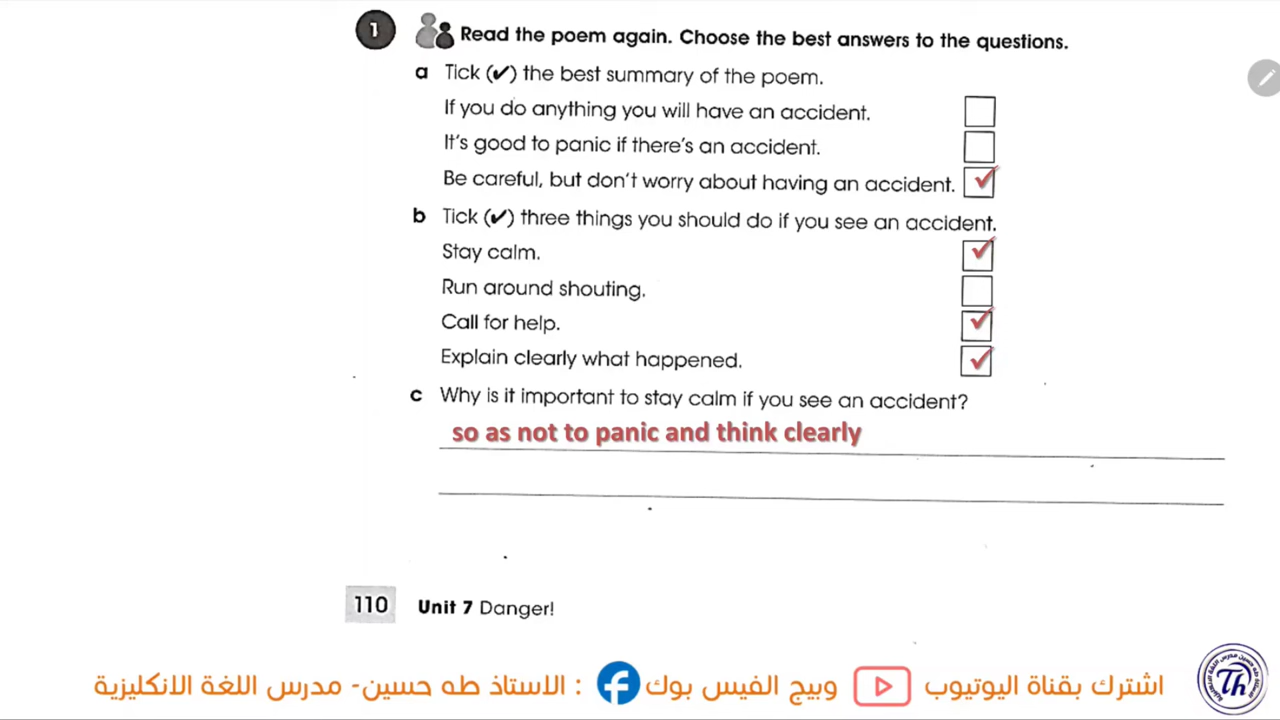 1 Read the poem again. Choose the best answers to the questions.
a Tick (✔) the best summary of the poem.
If you do anything you will have an accident.
It's good to panic if there's an accident.
Be careful, but don't worry about having an accident. ✓
b Tick (✔) three things you should do if you see an accident.
Stay calm. ✓
Run around shouting.
Call for help. ✓
Explain clearly what happened. ✓
c Why is it important to stay calm if you see an accident?
so as not to panic and think clearly
110 Unit 7 Danger!
اشترك بقناة اليوتيوب وبيج الفيس بوك : الاستاذ طه حسين- مدرس اللغة الانكليزية
Th